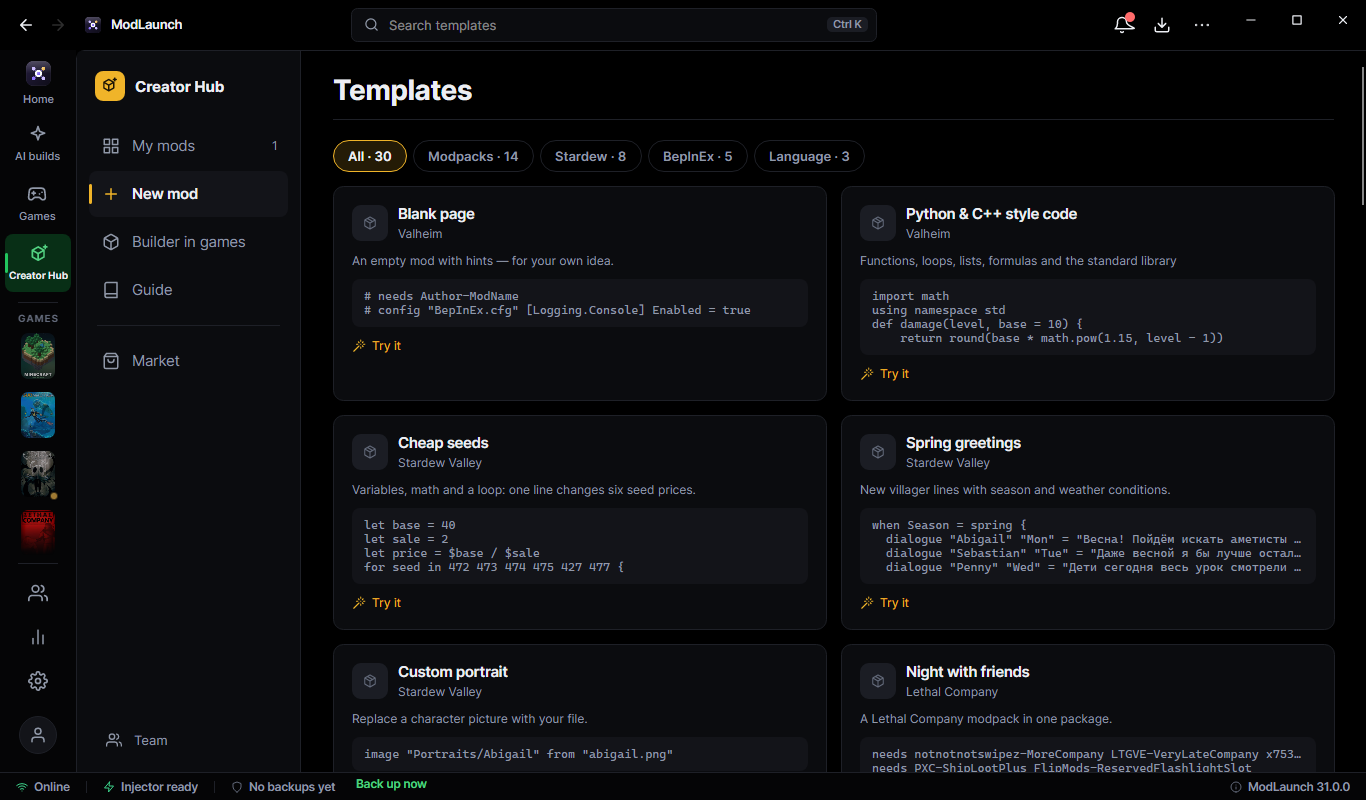 ModLaunch
Search templates
Ctrl K
Home
AI builds
Games
Creator Hub
GAMES
MINECRAFT
LETHAL
COMPANY
Creator Hub
My mods 1
New mod
Builder in games
Guide
Market
Team
Templates
All · 30
Modpacks · 14
Stardew · 8
BepInEx · 5
Language · 3
Blank page
Valheim
An empty mod with hints — for your own idea.
# needs Author-ModName
# config "BepInEx.cfg" [Logging.Console] Enabled = true
Try it
Python & C++ style code
Valheim
Functions, loops, lists, formulas and the standard library
import math
using namespace std
def damage(level, base = 10) {
    return round(base * math.pow(1.15, level - 1))
Try it
Cheap seeds
Stardew Valley
Variables, math and a loop: one line changes six seed prices.
let base = 40
let sale = 2
let price = $base / $sale
for seed in 472 473 474 475 427 477 {
Try it
Spring greetings
Stardew Valley
New villager lines with season and weather conditions.
when Season = spring {
  dialogue "Abigail" "Mon" = "Весна! Пойдём искать аметисты …
  dialogue "Sebastian" "Tue" = "Даже весной я бы лучше остал…
  dialogue "Penny" "Wed" = "Дети сегодня весь урок смотрели …
Try it
Custom portrait
Stardew Valley
Replace a character picture with your file.
image "Portraits/Abigail" from "abigail.png"
Night with friends
Lethal Company
A Lethal Company modpack in one package.
needs notnotnotswipez-MoreCompany LTGVE-VeryLateCompany x753…
needs PXC-ShipLootPlus FlipMods-ReservedFlashlightSlot
Online
Injector ready
No backups yet
Back up now
ModLaunch 31.0.0